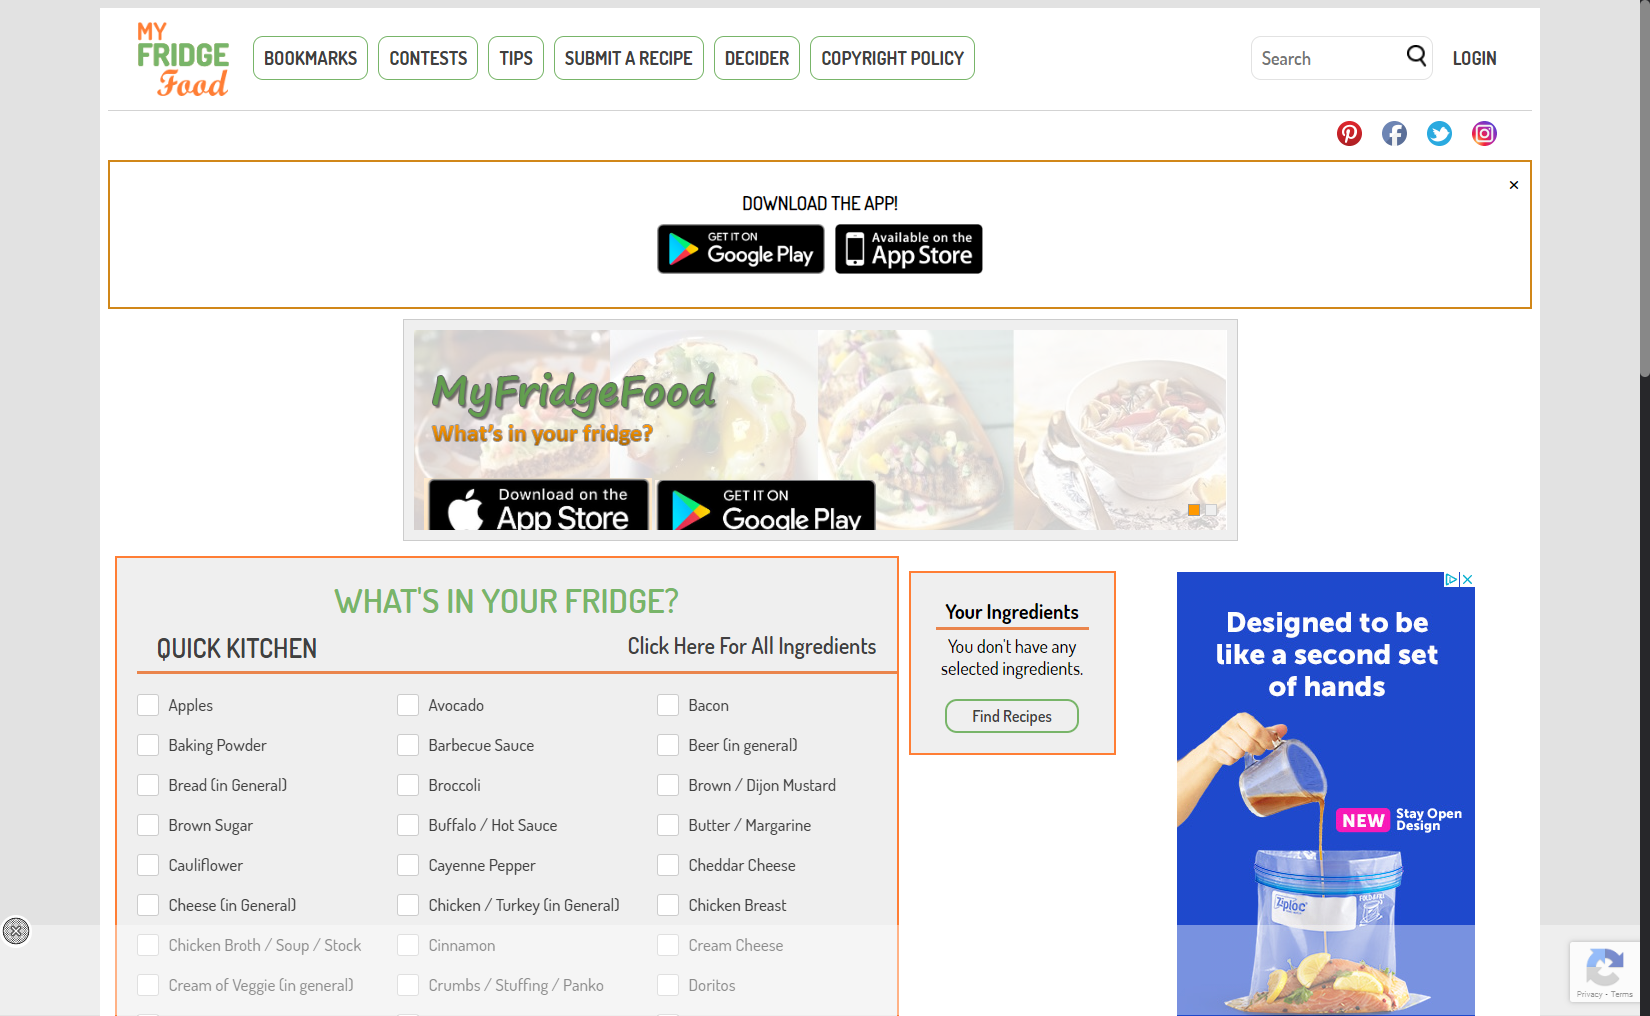 MY
FRIDGE
Food
BOOKMARKS
CONTESTS
TIPS
SUBMIT A RECIPE
DECIDER
COPYRIGHT POLICY
Search
LOGIN
×
DOWNLOAD THE APP!
GET IT ON
Google Play
Available on the
App Store
MyFridgeFood
What's in your fridge?
Download on the
App Store
GET IT ON
Google Play
WHAT'S IN YOUR FRIDGE?
QUICK KITCHEN
Click Here For All Ingredients
Apples
Avocado
Bacon
Baking Powder
Barbecue Sauce
Beer (in general)
Bread (in General)
Broccoli
Brown / Dijon Mustard
Brown Sugar
Buffalo / Hot Sauce
Butter / Margarine
Cauliflower
Cayenne Pepper
Cheddar Cheese
Cheese (in General)
Chicken / Turkey (in General)
Chicken Breast
Chicken Broth / Soup / Stock
Cinnamon
Cream Cheese
Cream of Veggie (in general)
Crumbs / Stuffing / Panko
Doritos
Your Ingredients
You don't have any
selected ingredients.
Find Recipes
Designed to be
like a second set
of hands
NEW
Stay Open
Design
Ziploc
Privacy - Terms